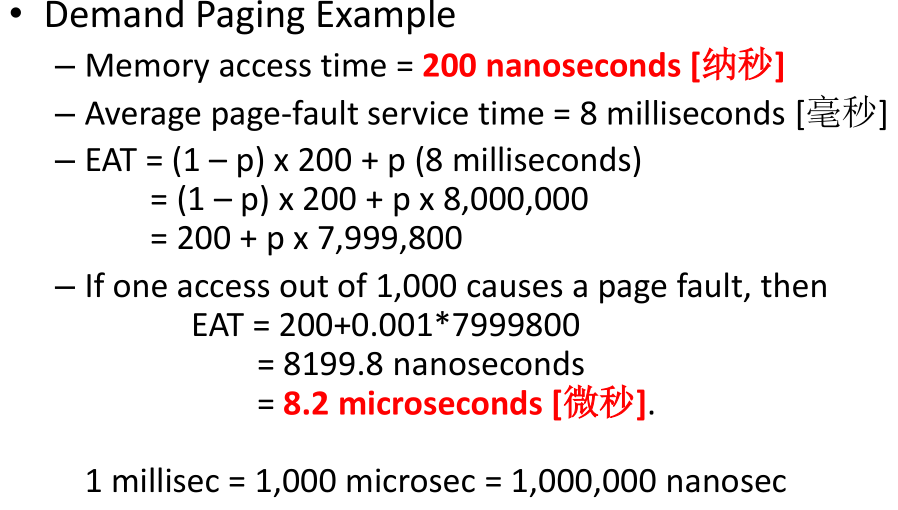 • Demand Paging Example
– Memory access time = 200 nanoseconds [纳秒]
– Average page-fault service time = 8 milliseconds [毫秒]
– EAT = (1 – p) x 200 + p (8 milliseconds)
= (1 – p) x 200 + p x 8,000,000
= 200 + p x 7,999,800
– If one access out of 1,000 causes a page fault, then
EAT = 200+0.001*7999800
= 8199.8 nanoseconds
= 8.2 microseconds [微秒].
1 millisec = 1,000 microsec = 1,000,000 nanosec